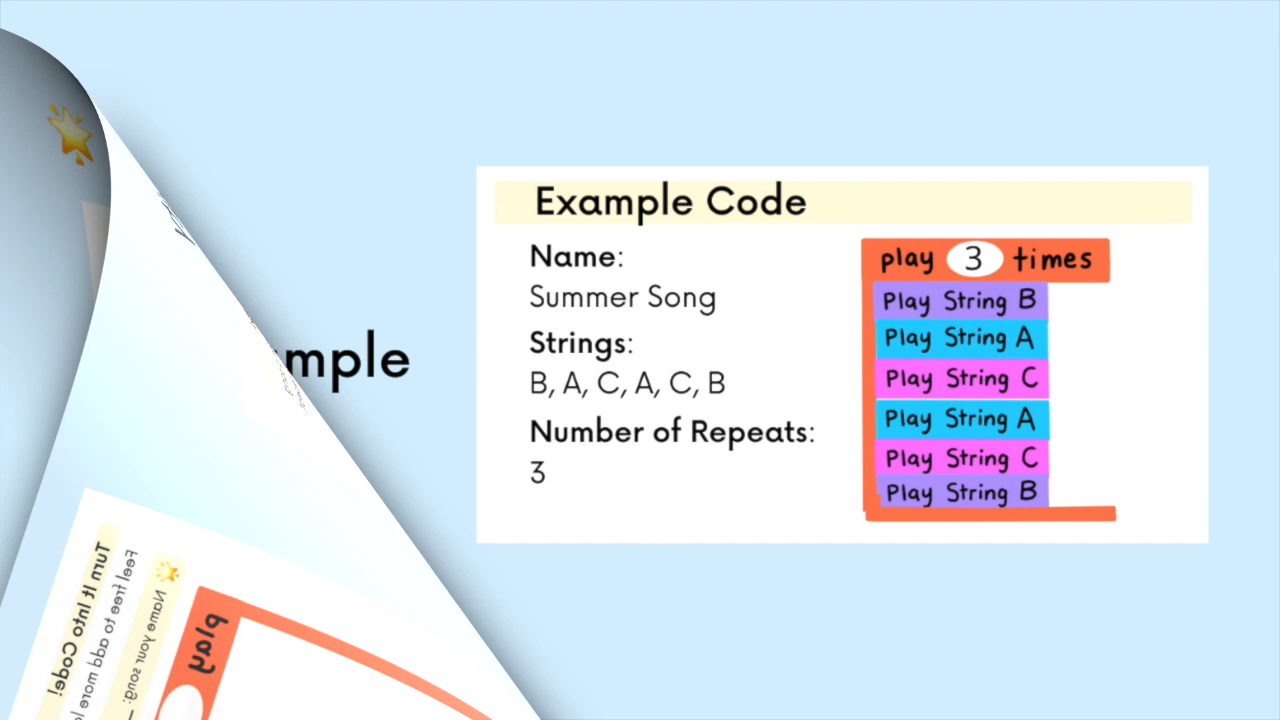 Example Code
Name:
Summer Song
Strings:
B, A, C, A, C, B
Number of Repeats:
3
play 3 times
Play String B
Play String A
Play String C
Play String A
Play String C
Play String B
Turn It Into Code!
Feel free to add more
Name your song:
play